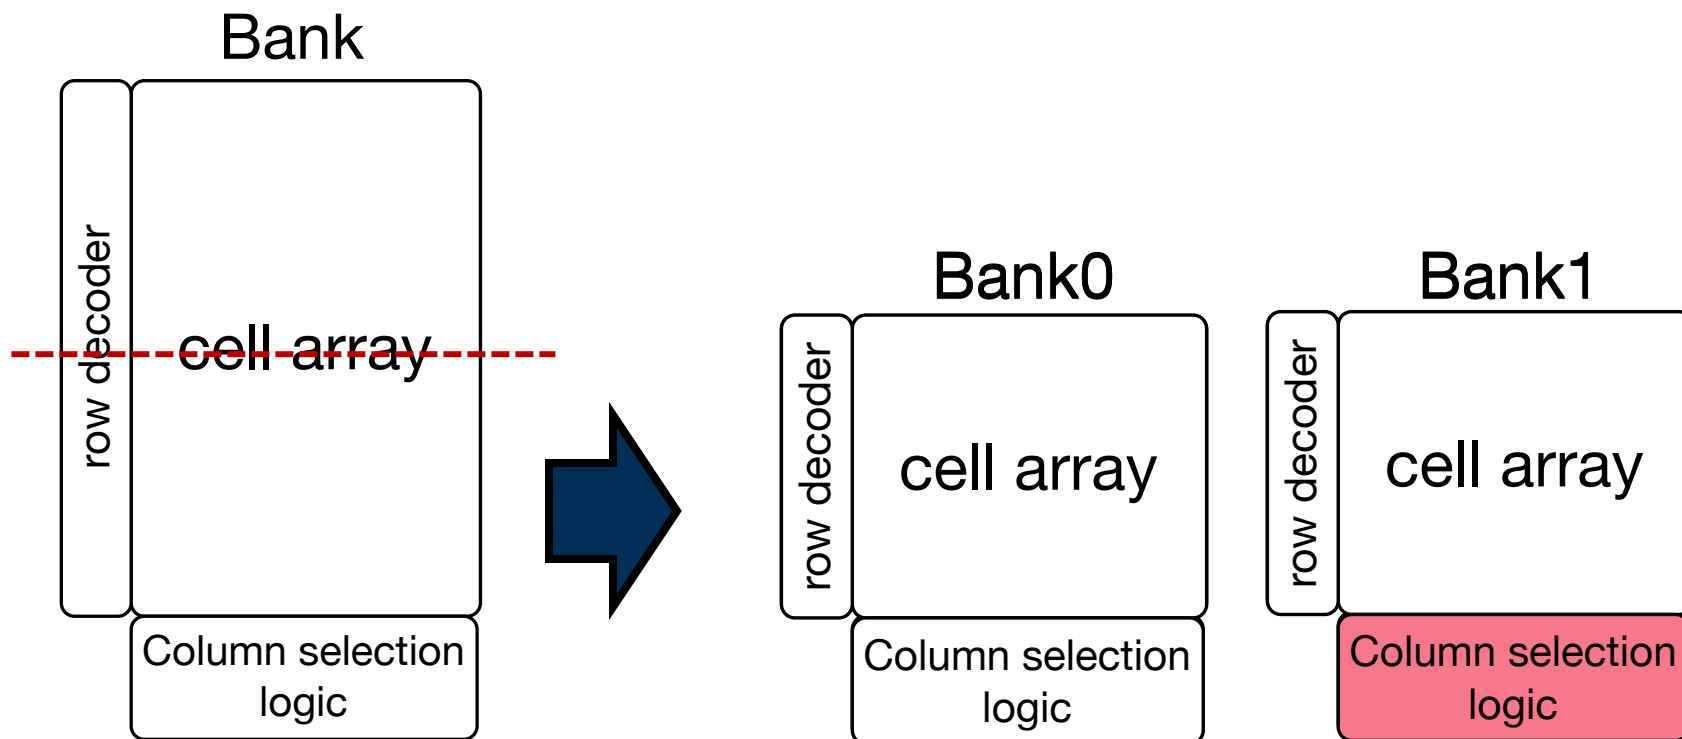 Bank
row decoder
cell array
Column selection
logic
Bank0
row decoder
cell array
Column selection
logic
Bank1
row decoder
cell array
Column selection
logic